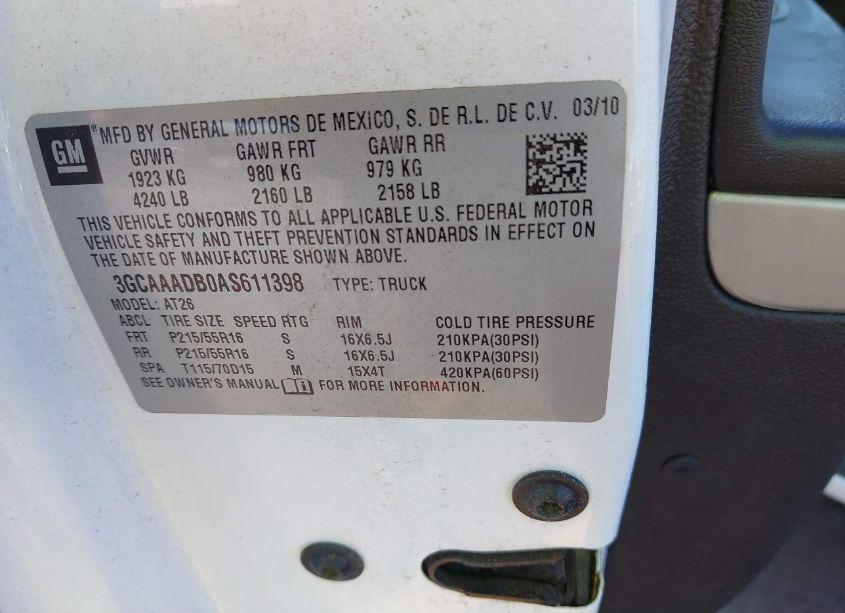 GM
® MFD BY GENERAL MOTORS DE MEXICO, S. DE R.L. DE C.V. 03/10
GVWR GAWR FRT GAWR RR
1923 KG 980 KG 979 KG
4240 LB 2160 LB 2158 LB
THIS VEHICLE CONFORMS TO ALL APPLICABLE U.S. FEDERAL MOTOR
VEHICLE SAFETY AND THEFT PREVENTION STANDARDS IN EFFECT ON
THE DATE OF MANUFACTURE SHOWN ABOVE.
3GCAAADB0AS611398 TYPE: TRUCK
MODEL: AT26
ABCL TIRE SIZE SPEED RTG RIM COLD TIRE PRESSURE
FRT P215/55R16 S 16X6.5J 210KPA(30PSI)
RR P215/55R16 S 16X6.5J 210KPA(30PSI)
SPA T115/70D15 M 15X4T 420KPA(60PSI)
SEE OWNER'S MANUAL i FOR MORE INFORMATION.